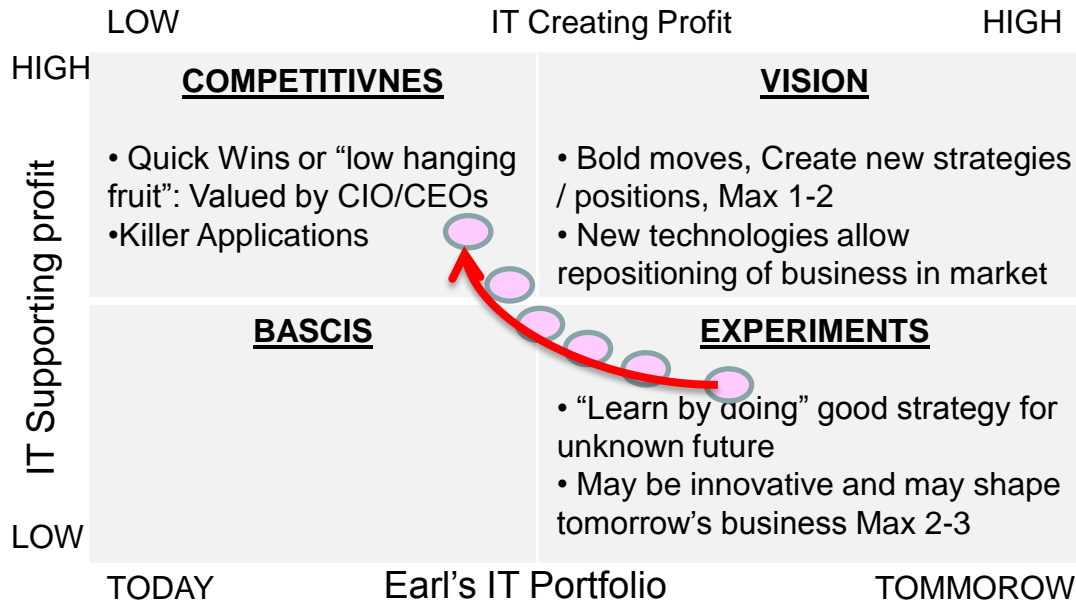 LOW IT Creating Profit HIGH
HIGH
IT Supporting profit
LOW
COMPETITIVNES
• Quick Wins or “low hanging
fruit”: Valued by CIO/CEOs
•Killer Applications
VISION
• Bold moves, Create new strategies
/ positions, Max 1-2
• New technologies allow
repositioning of business in market
BASCIS
EXPERIMENTS
• “Learn by doing” good strategy for
unknown future
• May be innovative and may shape
tomorrow’s business Max 2-3
TODAY Earl’s IT Portfolio TOMMOROW